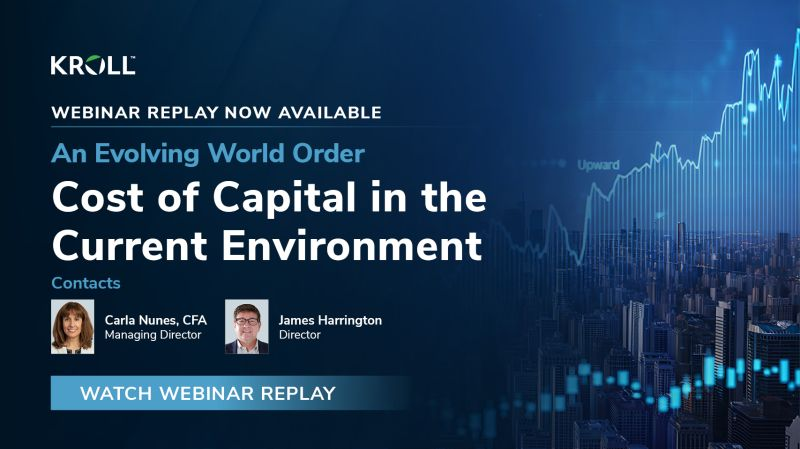 KROLL™
WEBINAR REPLAY NOW AVAILABLE
An Evolving World Order
Upward
Cost of Capital in the
Current Environment
Contacts
Carla Nunes, CFA
Managing Director
James Harrington
Director
WATCH WEBINAR REPLAY